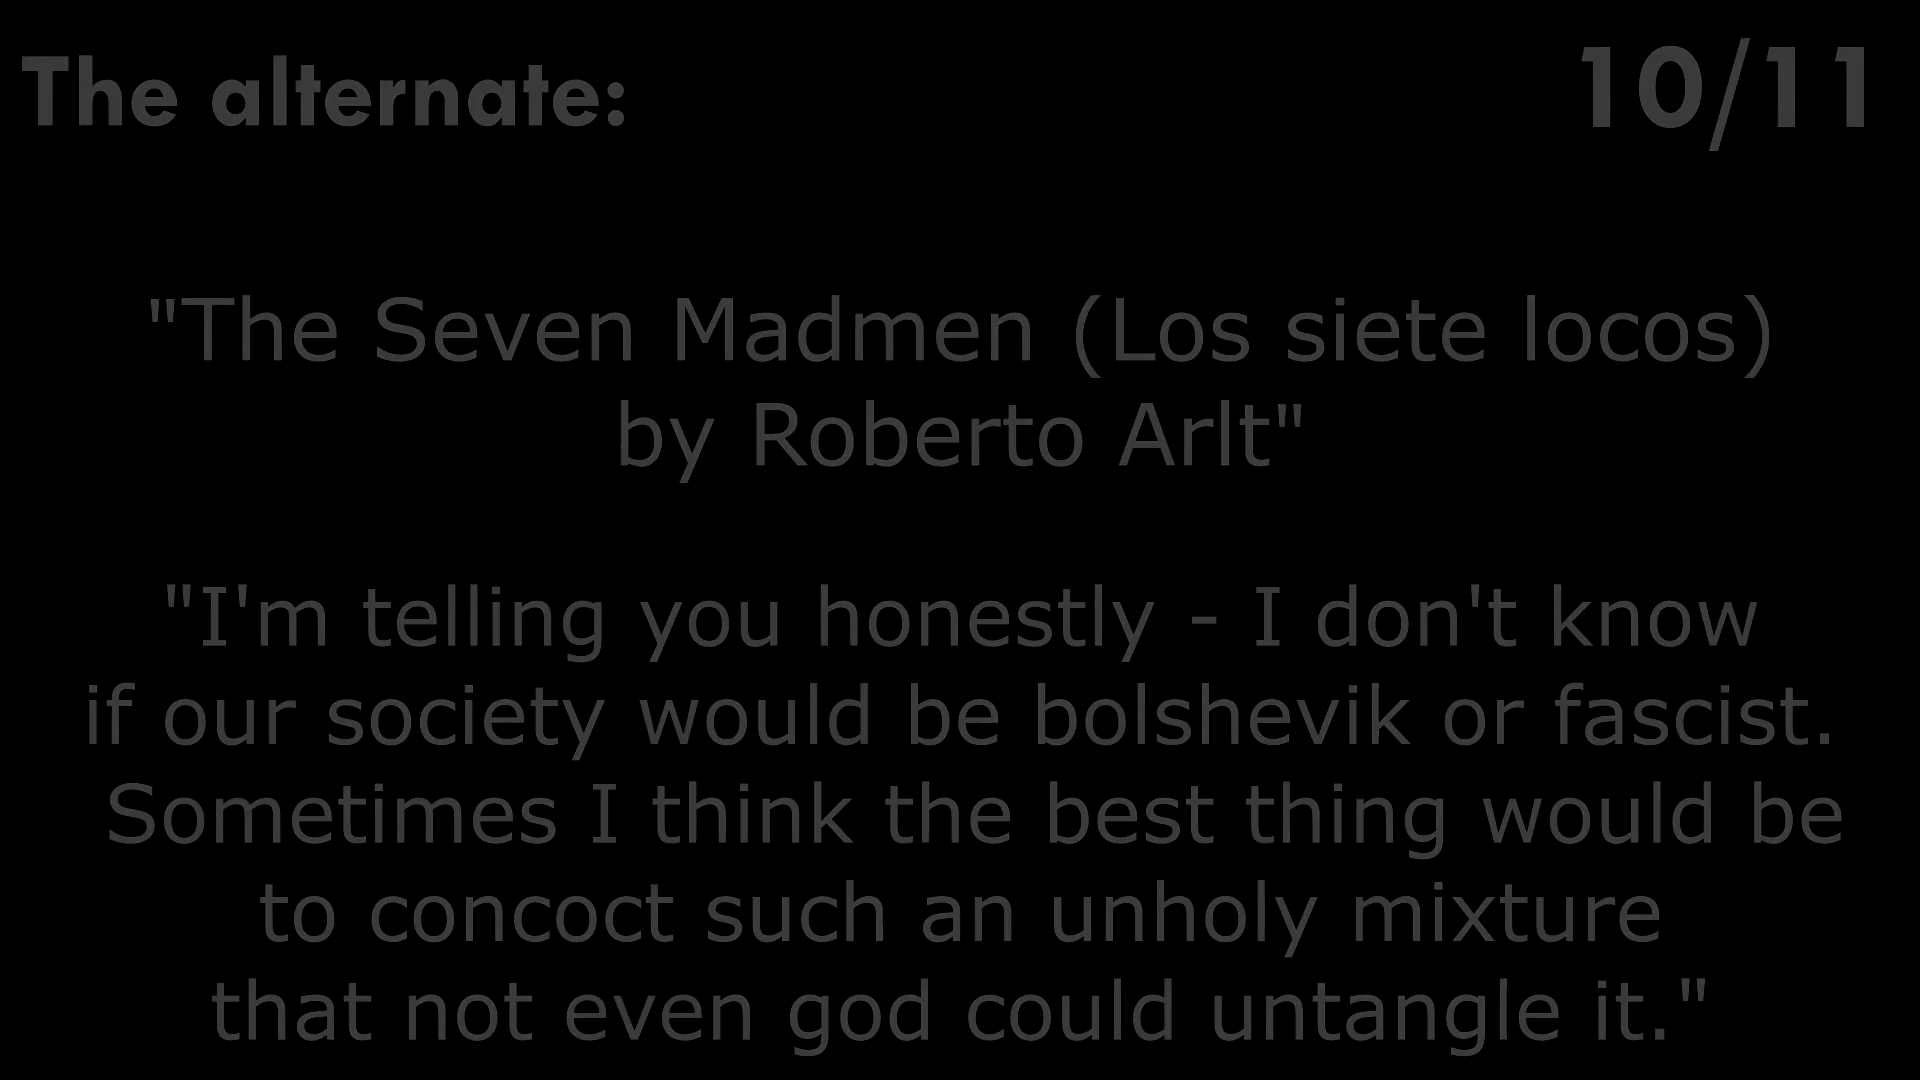 The alternate:
10/11
"The Seven Madmen (Los siete locos)
by Roberto Arlt"
"I'm telling you honestly - I don't know
if our society would be bolshevik or fascist.
Sometimes I think the best thing would be
to concoct such an unholy mixture
that not even god could untangle it."